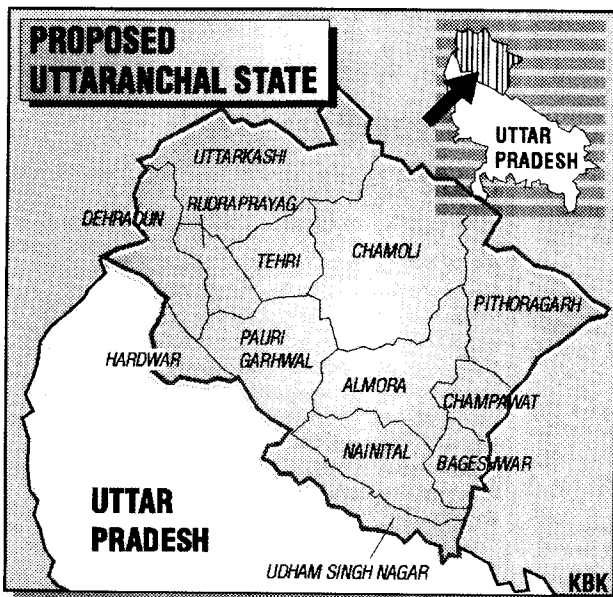 PROPOSED
UTTARANCHAL STATE
UTTAR
PRADESH
UTTARKASHI
RUDRAPRAYAG
DEHRADUN
TEHRI
CHAMOLI
PITHORAGARH
PAURI
GARHWAL
HARDWAR
ALMORA
CHAMPAWAT
NAINITAL
BAGESHWAR
UTTAR
PRADESH
UDHAM SINGH NAGAR
KBK